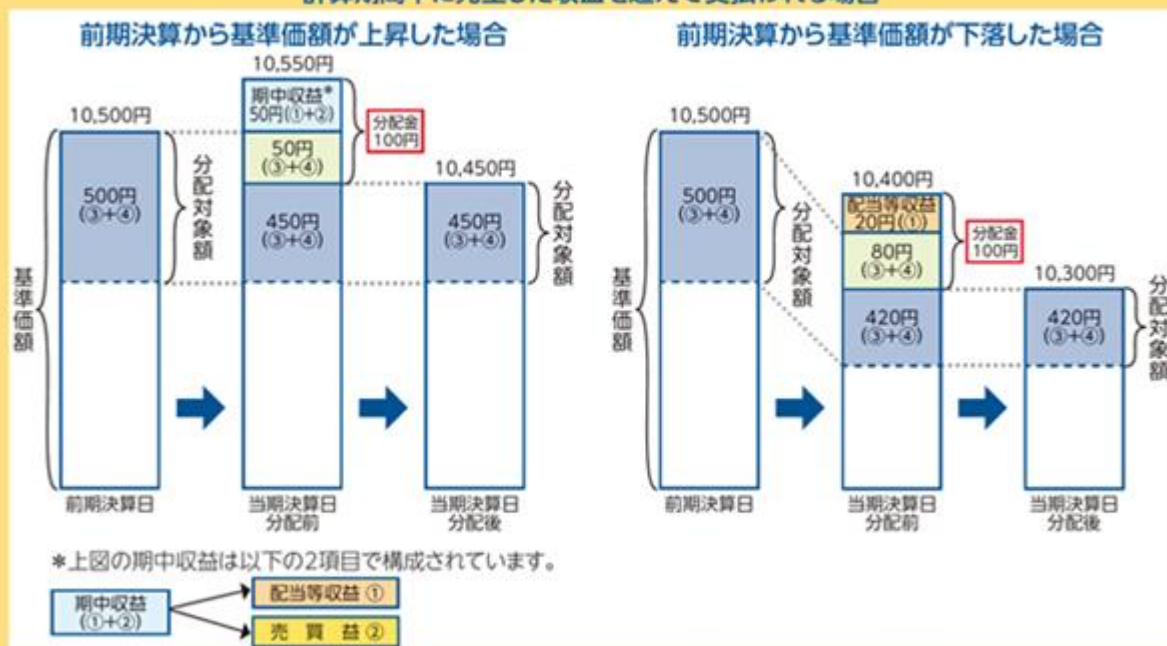 前期決算から基準価額が上昇した場合
10,500円
500円
(③+④)
分配対象額
基準価額
前期決算日
10,550円
期中収益*
50円(①+②)
50円
(③+④)
450円
(③+④)
分配金
100円
当期決算日
分配前
10,450円
450円
(③+④)
分配対象額
当期決算日
分配後
前期決算から基準価額が下落した場合
10,500円
500円
(③+④)
分配対象額
基準価額
前期決算日
10,400円
配当等収益
20円(①)
80円
(③+④)
420円
(③+④)
分配金
100円
当期決算日
分配前
10,300円
420円
(③+④)
分配対象額
当期決算日
分配後
*上図の期中収益は以下の2項目で構成されています。
期中収益
(①+②)
配当等収益 ①
売 買 益 ②